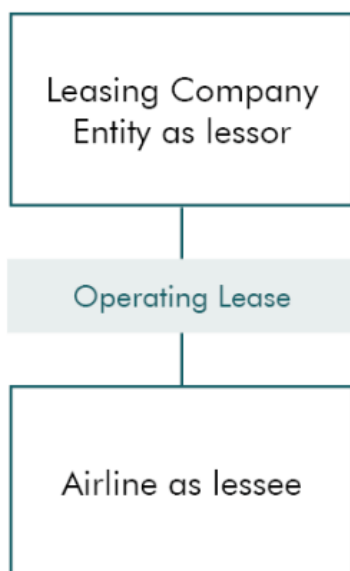 Leasing Company
Entity as lessor
Operating Lease
Airline as lessee